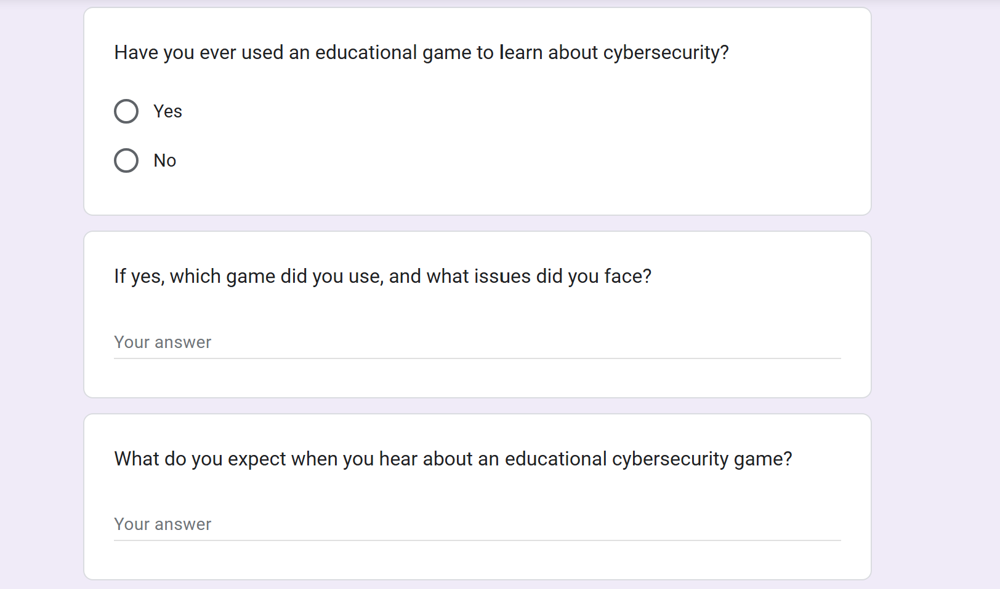 Have you ever used an educational game to learn about cybersecurity?
Yes
No
If yes, which game did you use, and what issues did you face?
Your answer
What do you expect when you hear about an educational cybersecurity game?
Your answer